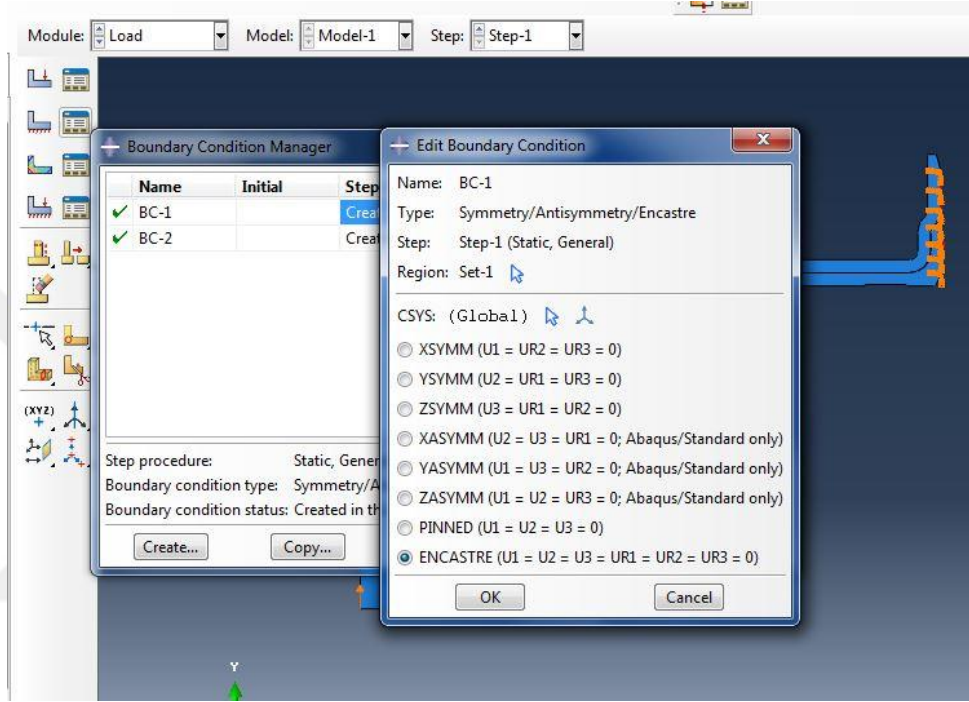 Module: Load Model: Model-1 Step: Step-1
Boundary Condition Manager
Name Initial Step
BC-1 Creat
BC-2 Creat
Step procedure: Static, Gener
Boundary condition type: Symmetry/A
Boundary condition status: Created in th
Create... Copy...
Edit Boundary Condition
Name: BC-1
Type: Symmetry/Antisymmetry/Encastre
Step: Step-1 (Static, General)
Region: Set-1
CSYS: (Global)
XSYMM (U1 = UR2 = UR3 = 0)
YSYMM (U2 = UR1 = UR3 = 0)
ZSYMM (U3 = UR1 = UR2 = 0)
XASYMM (U2 = U3 = UR1 = 0; Abaqus/Standard only)
YASYMM (U1 = U3 = UR2 = 0; Abaqus/Standard only)
ZASYMM (U1 = U2 = UR3 = 0; Abaqus/Standard only)
PINNED (U1 = U2 = U3 = 0)
ENCASTRE (U1 = U2 = U3 = UR1 = UR2 = UR3 = 0)
OK Cancel
(XYZ)
Y